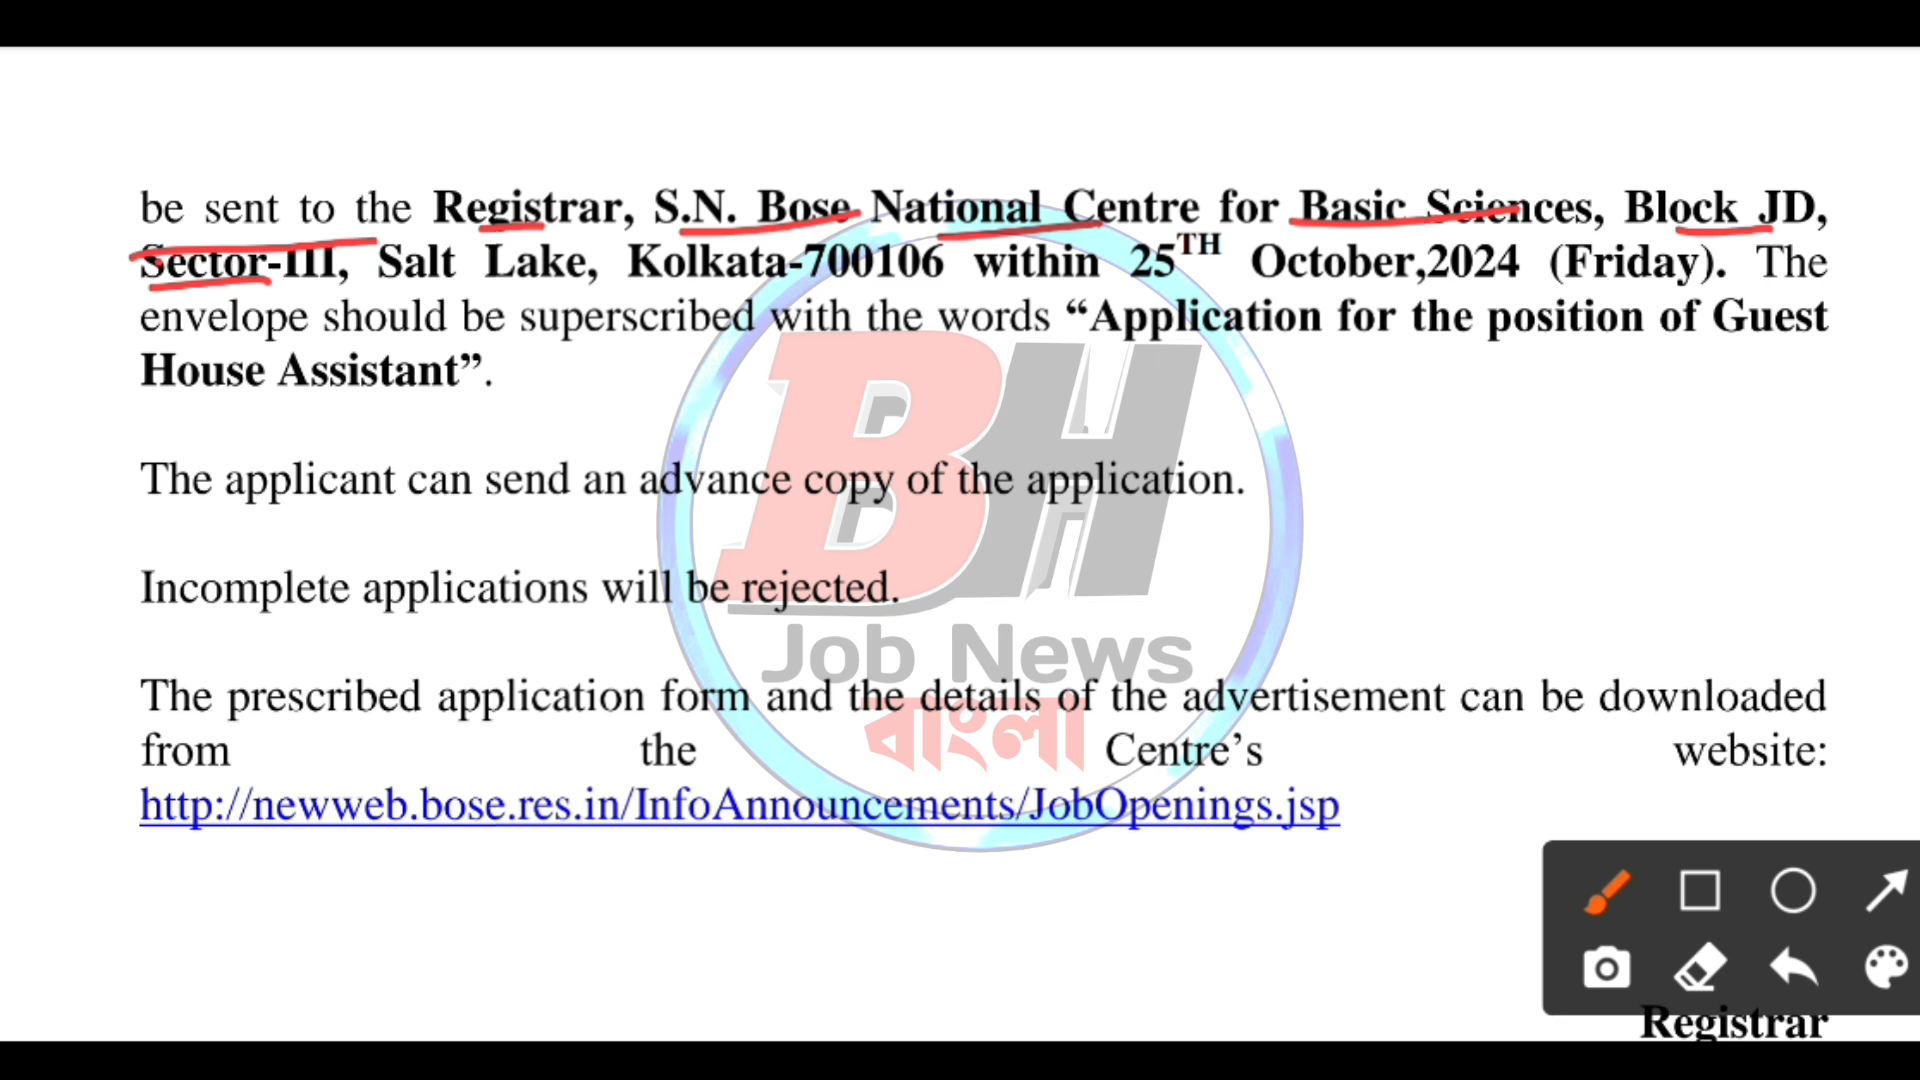 be sent to the Registrar, S.N. Bose National Centre for Basic Sciences, Block JD,
Sector-III, Salt Lake, Kolkata-700106 within 25TH October,2024 (Friday). The
envelope should be superscribed with the words “Application for the position of Guest
House Assistant”.
The applicant can send an advance copy of the application.
Incomplete applications will be rejected.
The prescribed application form and the details of the advertisement can be downloaded
from the Centre’s website:
http://newweb.bose.res.in/InfoAnnouncements/JobOpenings.jsp
Registrar
BH
Job News
বাংলা